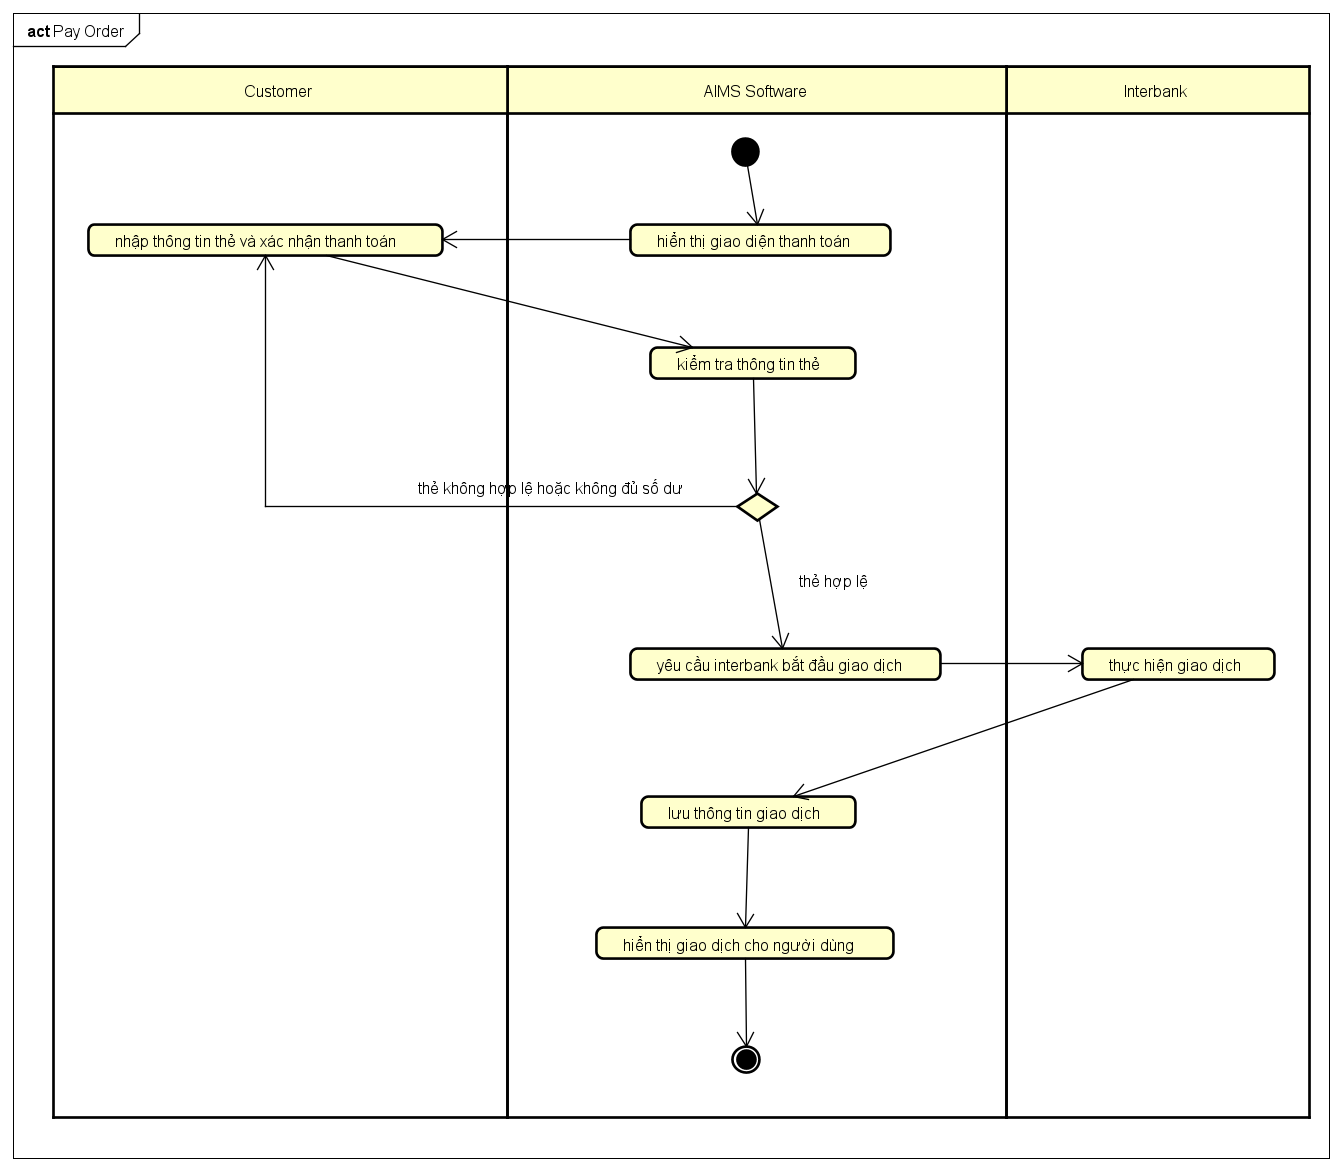 act Pay Order
Customer
AIMS Software
Interbank
nhập thông tin thẻ và xác nhận thanh toán
hiển thị giao diện thanh toán
kiểm tra thông tin thẻ
thẻ không hợp lệ hoặc không đủ số dư
thẻ hợp lệ
yêu cầu interbank bắt đầu giao dịch
thực hiện giao dịch
lưu thông tin giao dịch
hiển thị giao dịch cho người dùng